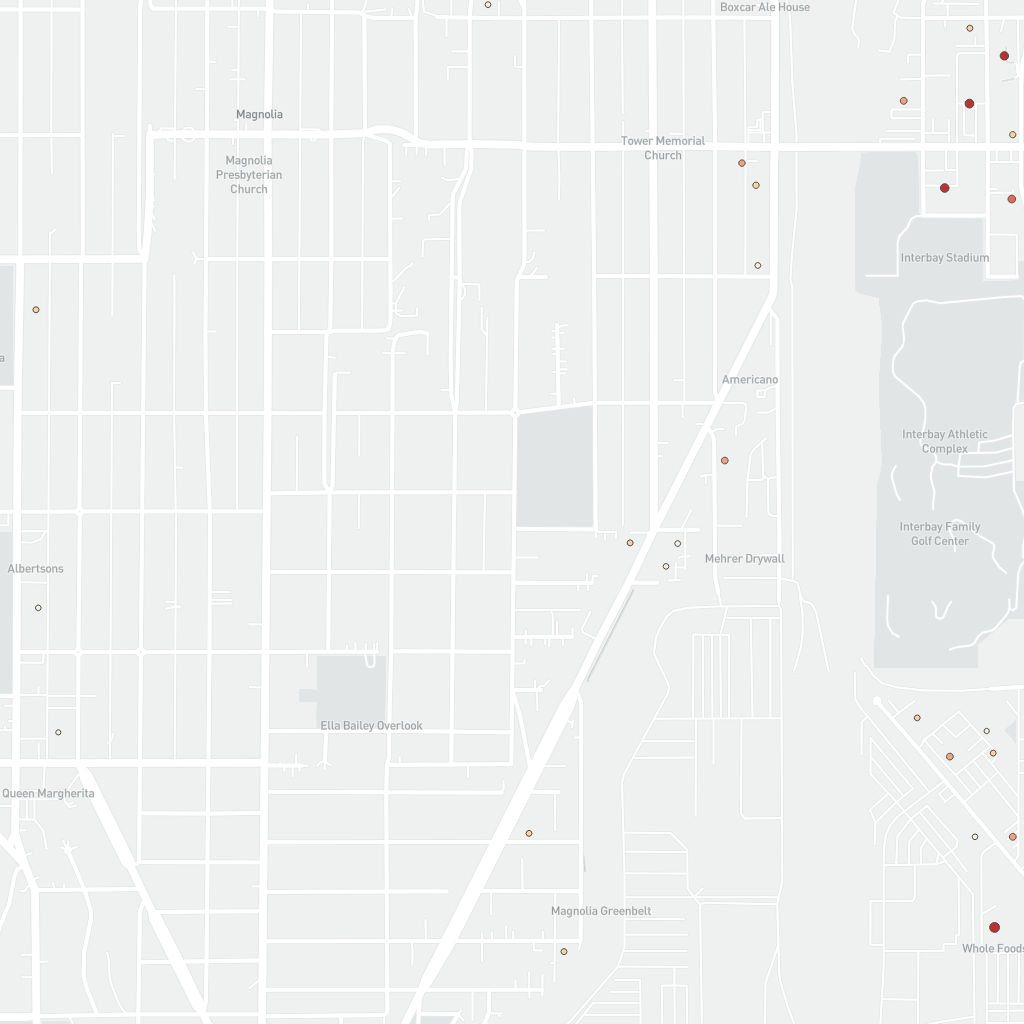 Boxcar Ale House
Magnolia
Tower Memorial
Church
Magnolia
Presbyterian
Church
Interbay Stadium
a
Americano
Interbay Athletic
Complex
Interbay Family
Golf Center
Mehrer Drywall
Albertsons
Ella Bailey Overlook
Queen Margherita
Magnolia Greenbelt
Whole Foods